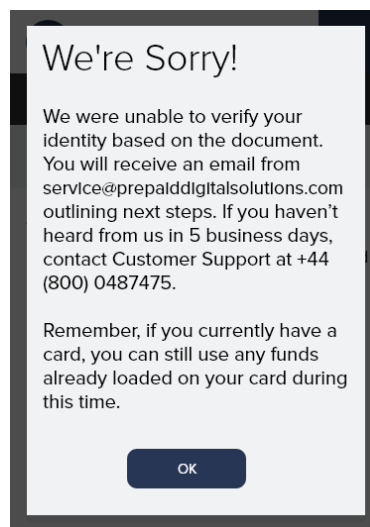 We're Sorry!
We were unable to verify your
identity based on the document.
You will receive an email from
service@prepaiddigitalsolutions.com
outlining next steps. If you haven't
heard from us in 5 business days,
contact Customer Support at +44
(800) 0487475.
Remember, if you currently have a
card, you can still use any funds
already loaded on your card during
this time.
OK